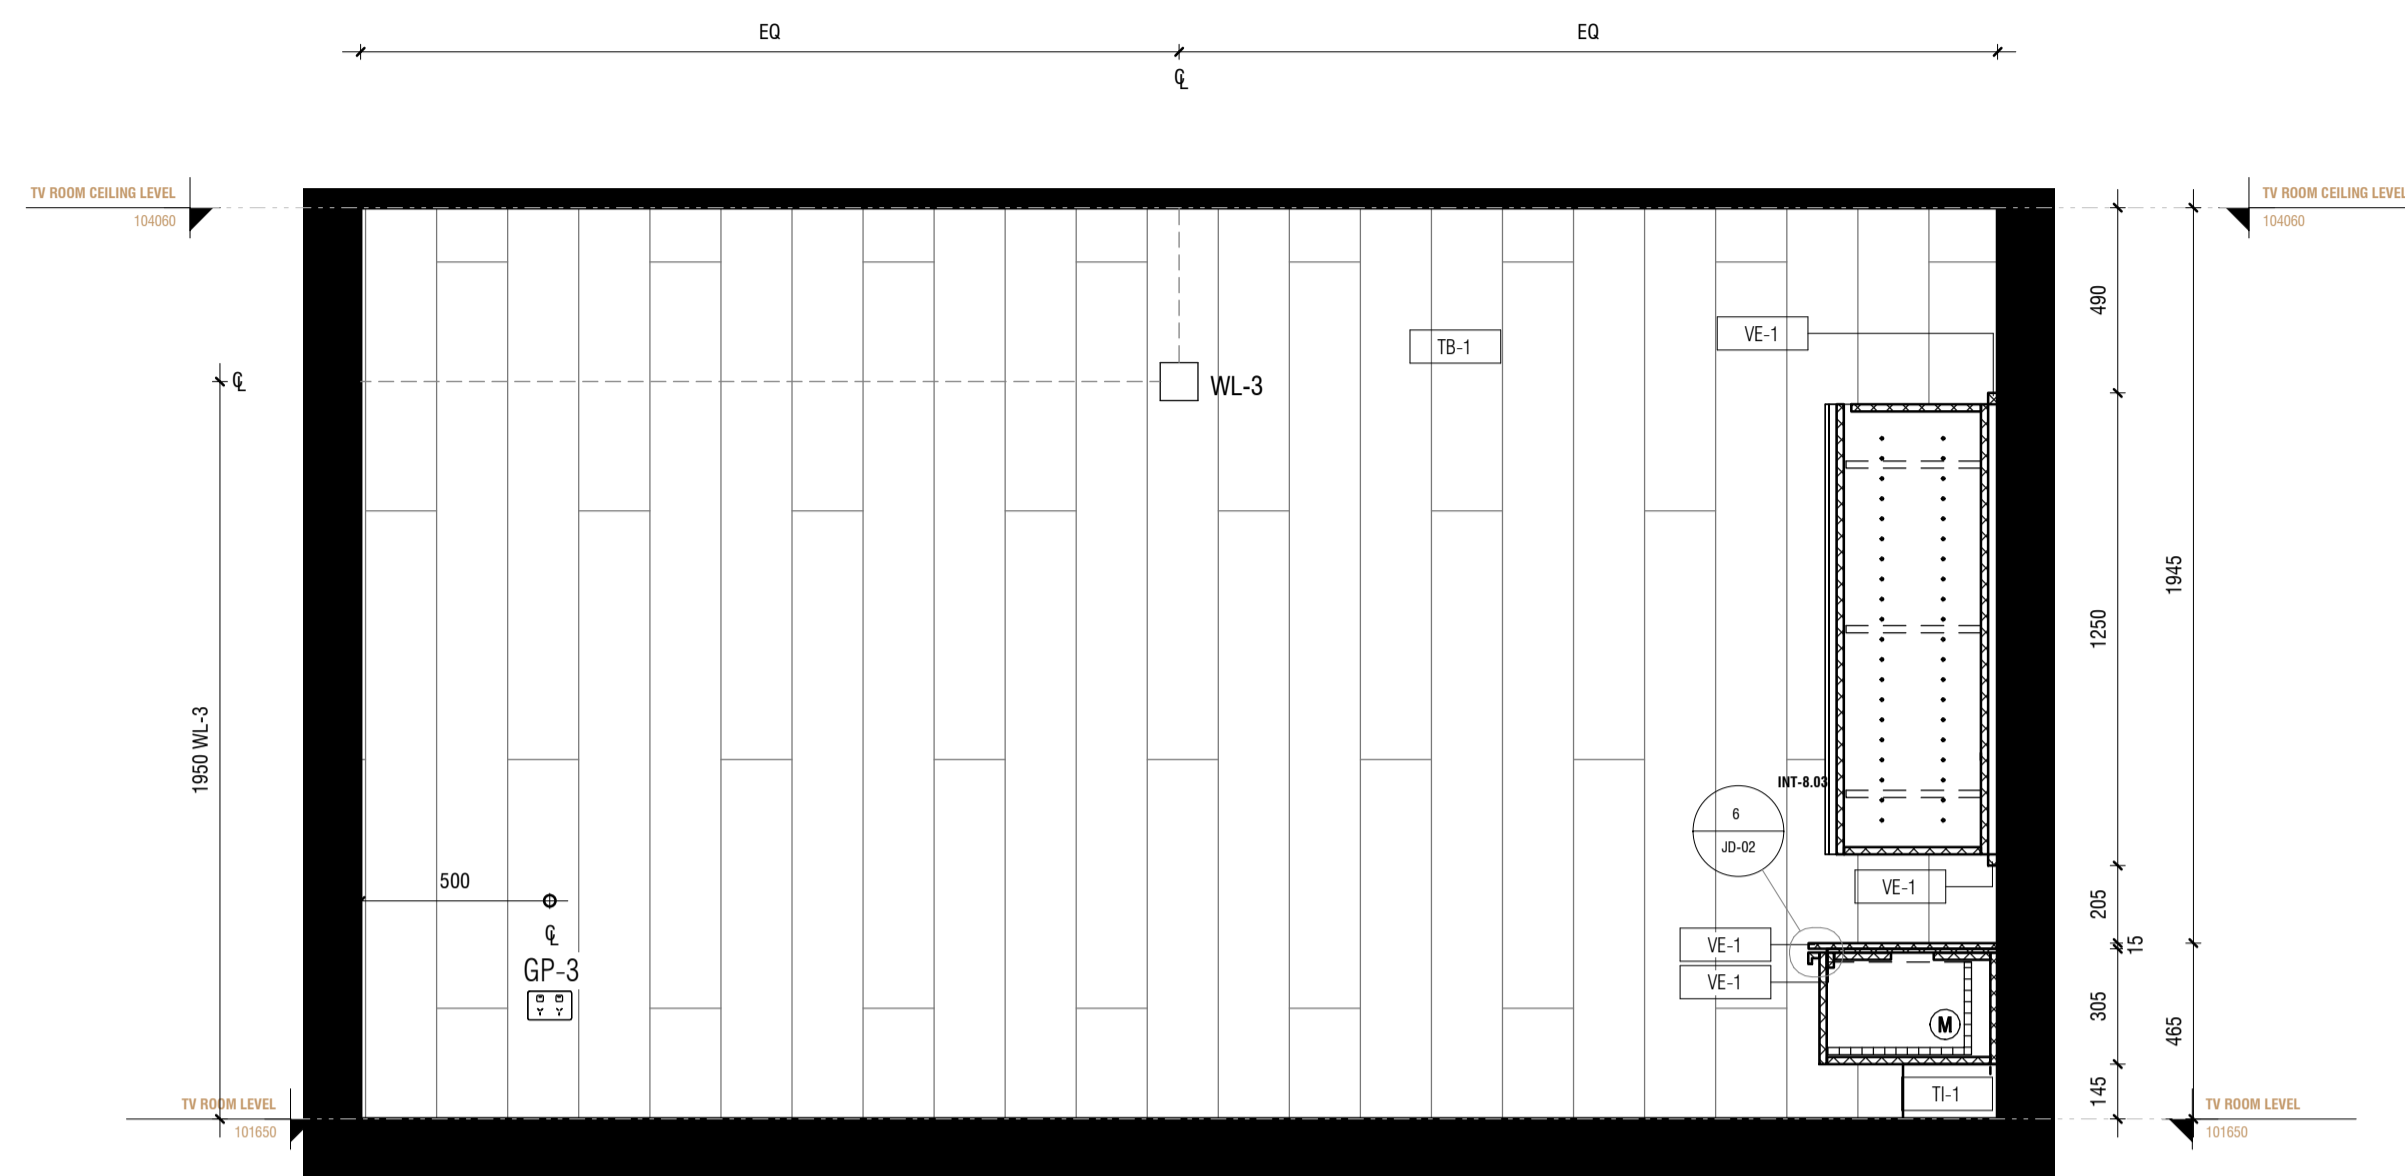 EQ
EQ
℄
TV ROOM CEILING LEVEL
104060
TV ROOM CEILING LEVEL
104060
490
VE-1
TB-1
℄
WL-3
1945
1250
1950 WL-3
INT-8.03
6
JD-02
500
VE-1
205
℄
VE-1
15
GP-3
VE-1
305
M
465
145
TI-1
TV ROOM LEVEL
101650
TV ROOM LEVEL
101650